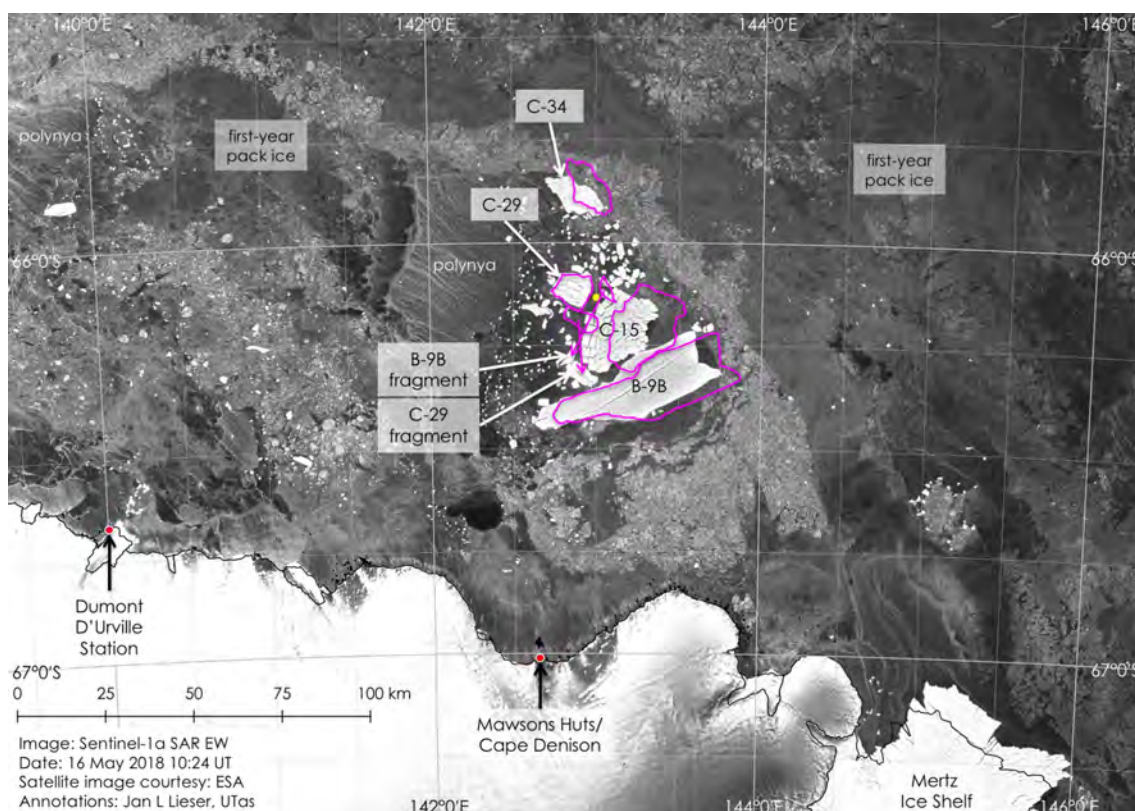 140°0'E
142°0'E
144°0'E
146°0'E
C-34
polynya
first-year
pack ice
first-year
pack ice
C-29
66°0'S
66°0'S
polynya
C-15
B-9B
fragment
B-9B
C-29
fragment
Dumont
D'Urville
Station
67°0'S
67°0'S
0 25 50 75 100 km
Mawsons Huts/
Cape Denison
Image: Sentinel-1a SAR EW
Date: 16 May 2018 10:24 UT
Satellite image courtesy: ESA
Annotations: Jan L Lieser, UTas
Mertz
Ice Shelf
142°0'E
144°0'E
146°0'E